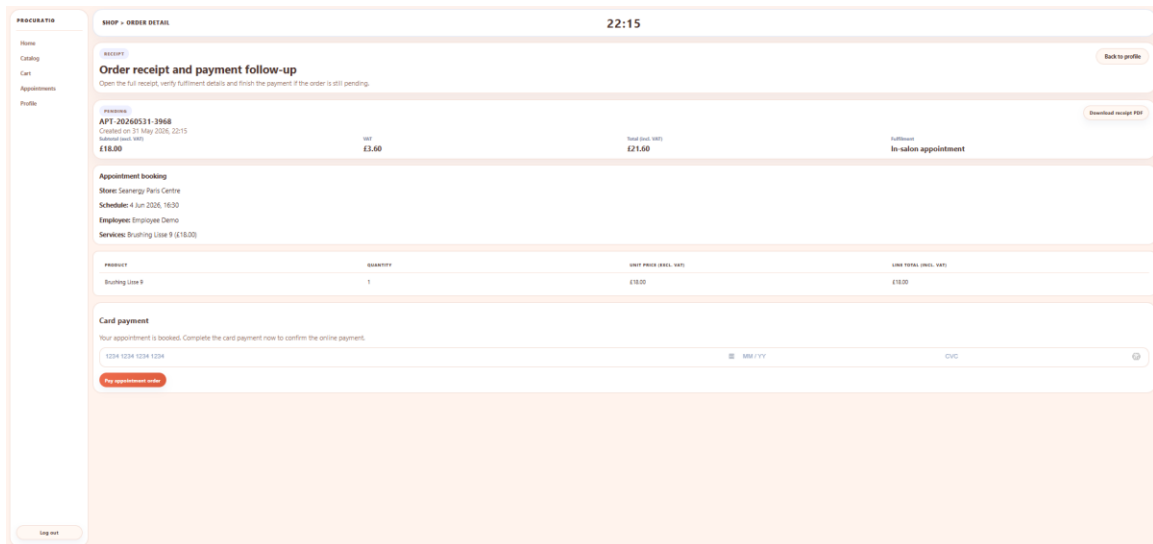 PROCURATIO
Home
Catalog
Cart
Appointments
Profile
Log out
SHOP > ORDER DETAIL
22:15
RECEIPT
Order receipt and payment follow-up
Open the full receipt, verify fulfilment details and finish the payment if the order is still pending.
Back to profile
PENDING
APT-20260531-3968
Created on 31 May 2026, 22:15
Download receipt PDF
Subtotal (excl. VAT) VAT Total (incl. VAT) Fulfilment
£18.00 £3.60 £21.60 In-salon appointment
Appointment booking
Store: Seanergy Paris Centre
Schedule: 4 Jun 2026, 16:30
Employee: Employee Demo
Services: Brushing Lisse 9 (£18.00)
PRODUCT QUANTITY UNIT PRICE (EXCL. VAT) LINE TOTAL (INCL. VAT)
Brushing Lisse 9 1 £18.00 £18.00
Card payment
Your appointment is booked. Complete the card payment now to confirm the online payment.
1234 1234 1234 1234 MM / YY CVC
Pay appointment order